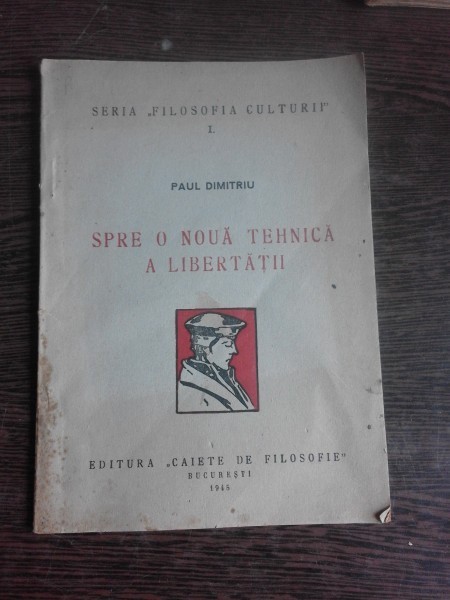 SERIA „FILOSOFIA CULTURII"
I.
PAUL DIMITRIU
SPRE O NOUĂ TEHNICĂ
A LIBERTĂȚII
EDITURA „CAIETE DE FILOSOFIE"
BUCUREȘTI